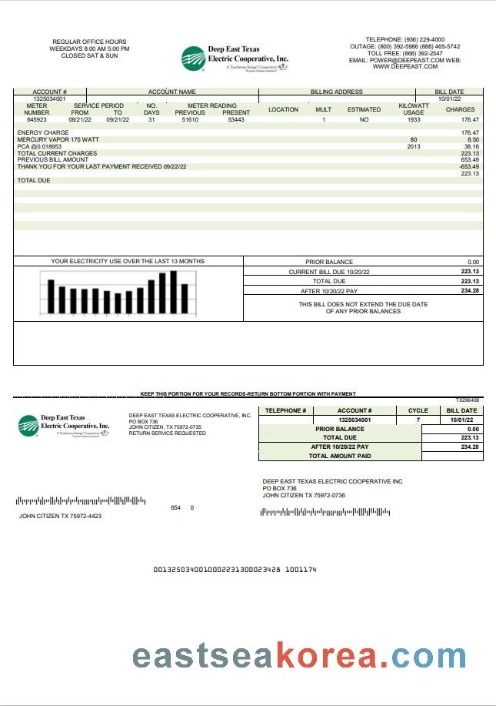 REGULAR OFFICE HOURS
WEEKDAYS 8:00 AM 5:00 PM
CLOSED SAT & SUN
Deep East Texas
Electric Cooperative, Inc.
A Touchstone Energy® Cooperative
TELEPHONE: (936) 229-4000
OUTAGE: (800) 392-5986 (888) 465-5742
TOLL FREE: (866) 392-2547
EMAIL: POWER@DEEPEAST.COM WEB:
WWW.DEEPEAST.COM
ACCOUNT # ACCOUNT NAME BILLING ADDRESS BILL DATE
1325034001 10/01/22
METER NUMBER SERVICE PERIOD FROM TO NO. DAYS METER READING PREVIOUS PRESENT LOCATION MULT ESTIMATED KILOWATT USAGE CHARGES
645923 08/21/22 09/21/22 31 51610 53443 1 NO 1933 176.47
ENERGY CHARGE 176.47
MERCURY VAPOR 175 WATT 80 8.50
PCA @0.018953 2013 38.16
TOTAL CURRENT CHARGES 223.13
PREVIOUS BILL AMOUNT 653.49
THANK YOU FOR YOUR LAST PAYMENT RECEIVED 09/22/22 -653.49
223.13
TOTAL DUE
YOUR ELECTRICITY USE OVER THE LAST 13 MONTHS
PRIOR BALANCE 0.00
CURRENT BILL DUE 10/20/22 223.13
TOTAL DUE 223.13
AFTER 10/20/22 PAY 234.28
THIS BILL DOES NOT EXTEND THE DUE DATE
OF ANY PRIOR BALANCES
KEEP THIS PORTION FOR YOUR RECORDS-RETURN BOTTOM PORTION WITH PAYMENT
Deep East Texas
Electric Cooperative, Inc.
DEEP EAST TEXAS ELECTRIC COOPERATIVE, INC.
PO.BOX 736
JOHN CITIZEN, TX 75972-0735
RETURN SERVICE REQUESTED
TELEPHONE # ACCOUNT # CYCLE BILL DATE
1325034001 7 10/01/22
PRIOR BALANCE 0.00
TOTAL DUE 223.13
AFTER 10/20/22 PAY 234.28
TOTAL AMOUNT PAID
DEEP EAST TEXAS ELECTRIC COOPERATIVE INC
PO BOX 736
JOHN CITIZEN TX 75972-0736
654 0
JOHN CITIZEN TX 75972-4423
eastseakorea.com